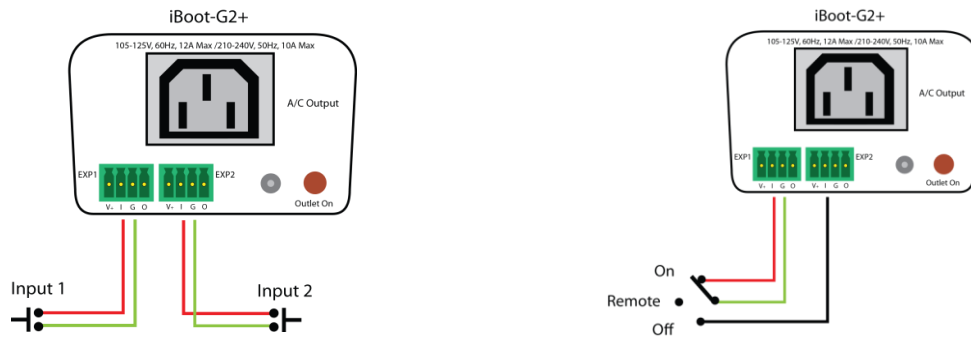 iBoot-G2+
105-125V, 60Hz, 12A Max /210-240V, 50Hz, 10A Max
A/C Output
EXP1
EXP2
V+ I G O
V+ I G O
Outlet On
Input 1
Input 2
iBoot-G2+
105-125V, 60Hz, 12A Max /210-240V, 50Hz, 10A Max
A/C Output
EXP1
EXP2
V+ I G O
V+ I G O
Outlet On
On
Remote
Off